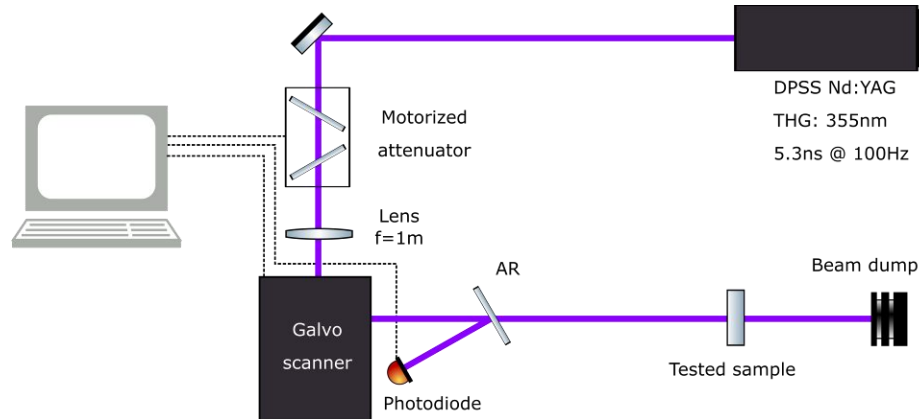 DPSS Nd:YAG
THG: 355nm
5.3ns @ 100Hz
Motorized
attenuator
Lens
f=1m
AR
Beam dump
Galvo
scanner
Tested sample
Photodiode